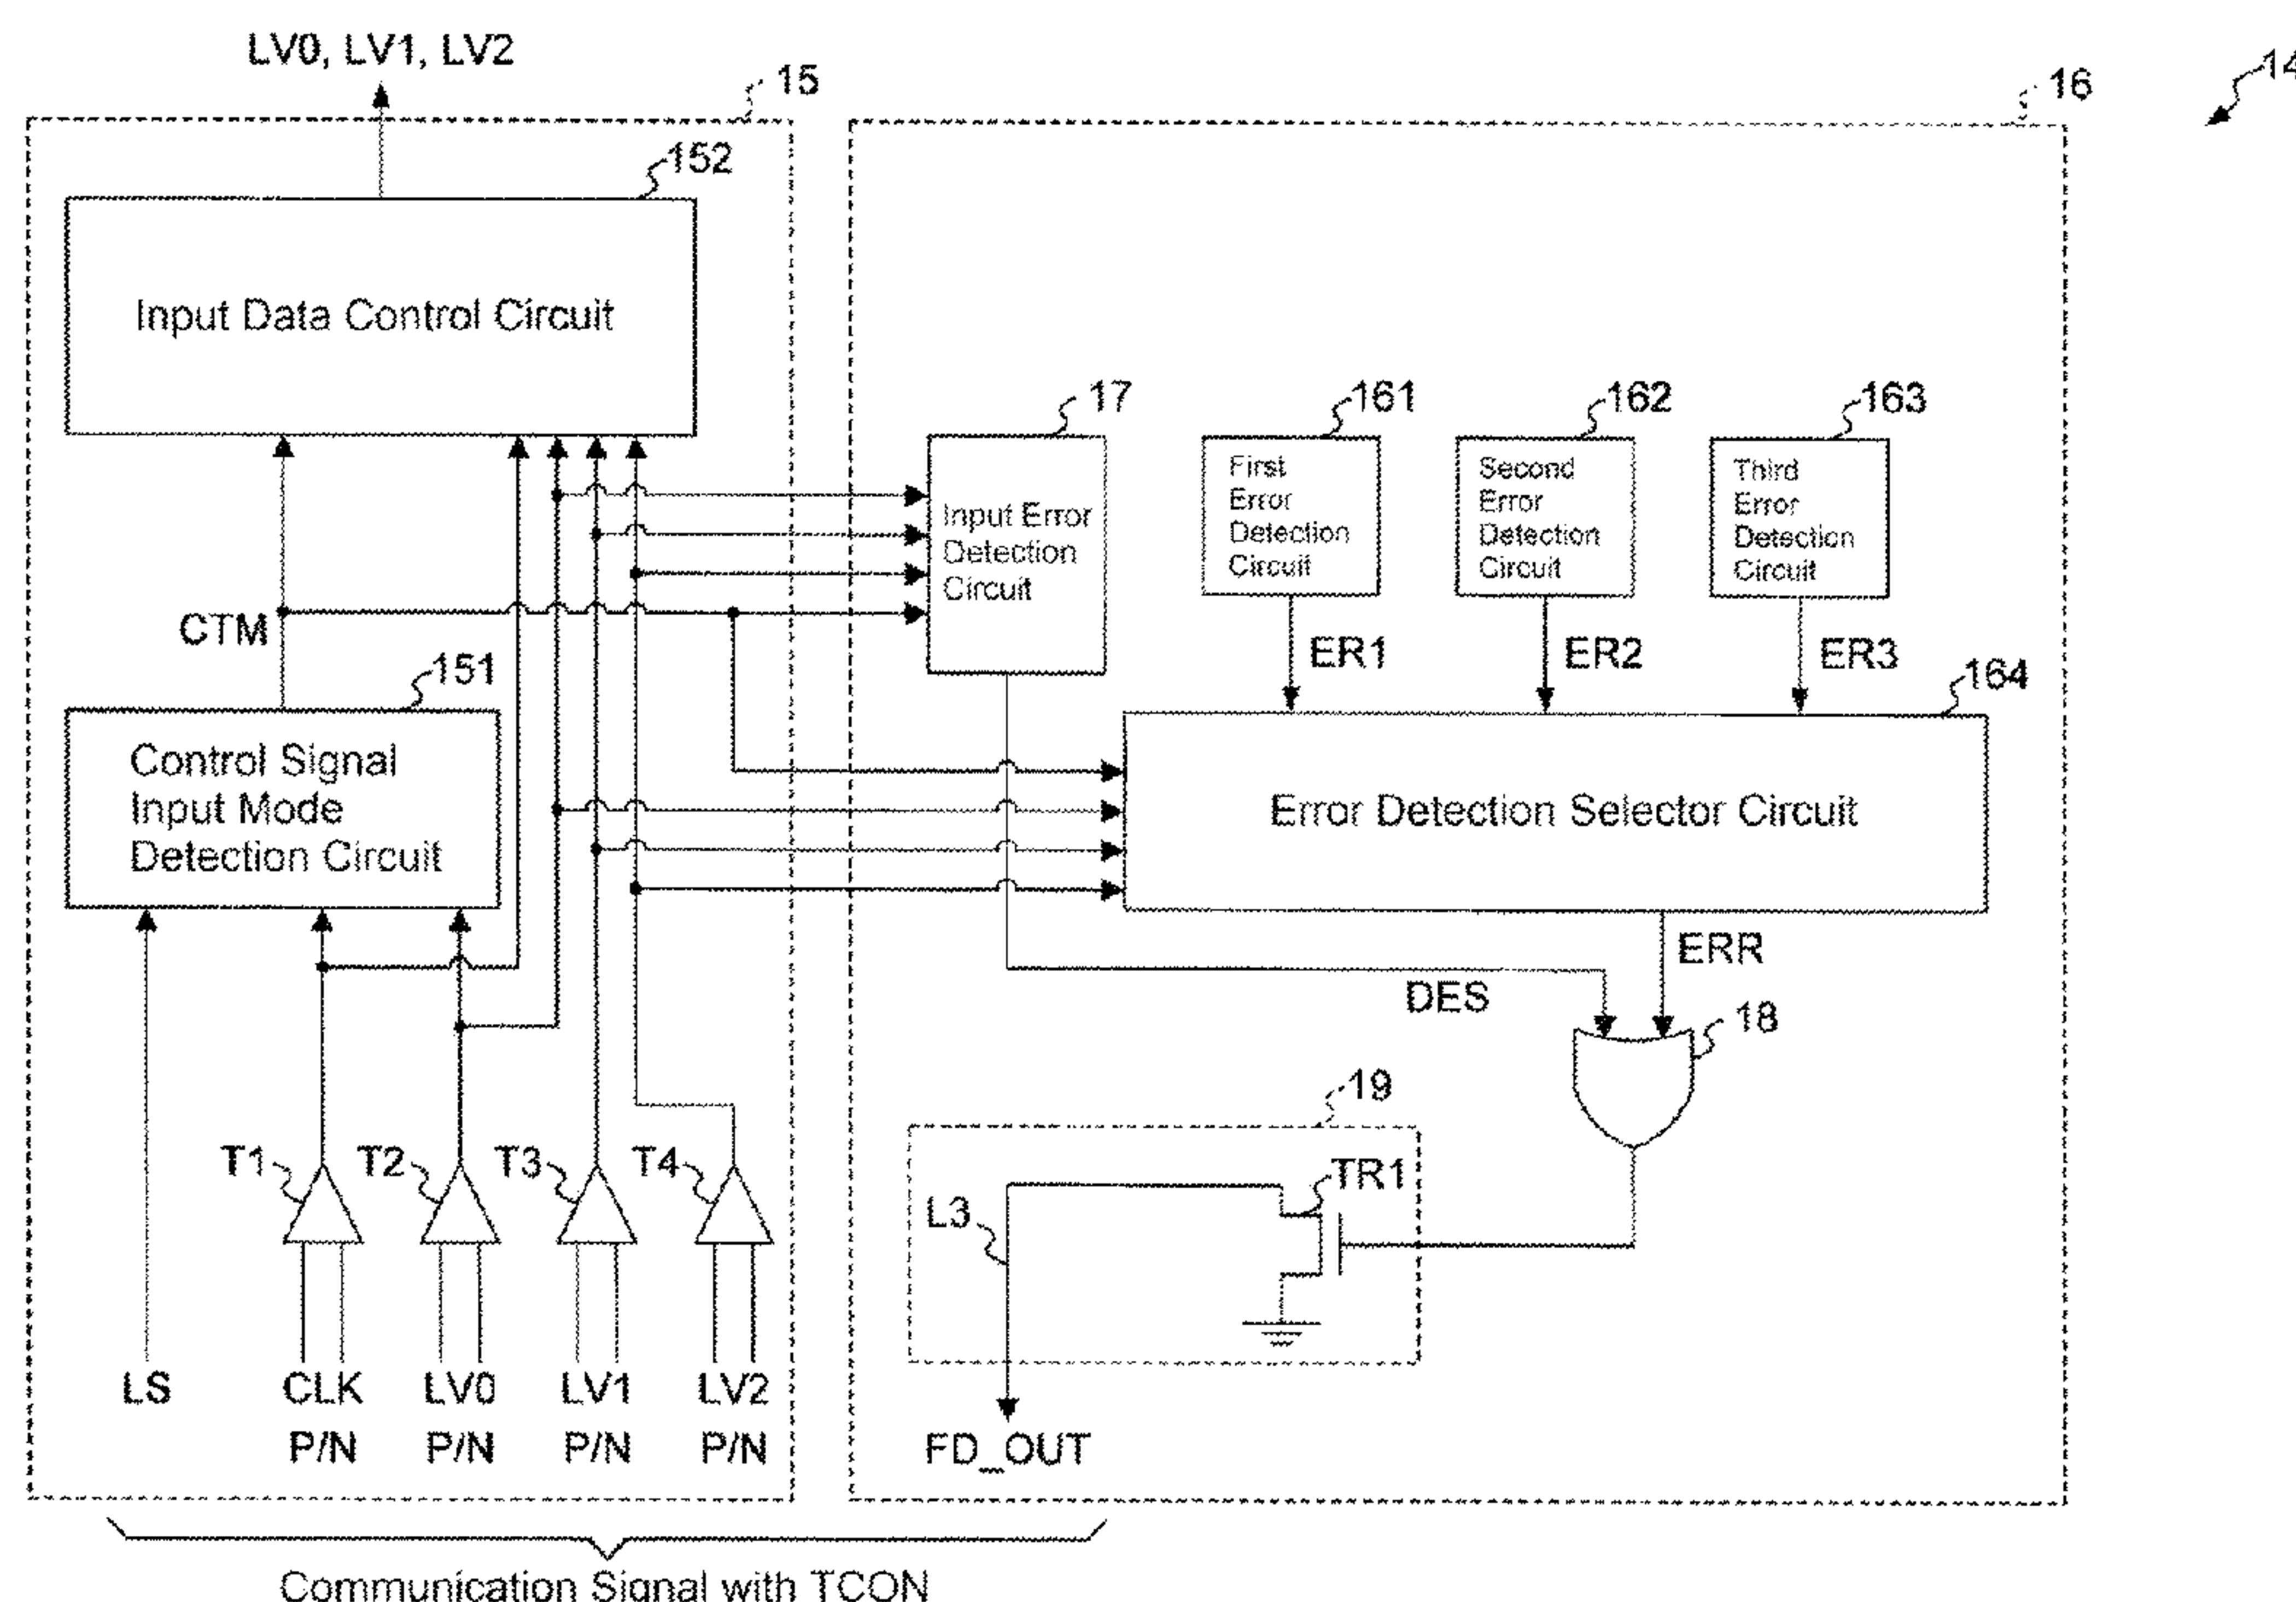 LV0, LV1, LV2
15
16
14
152
Input Data Control Circuit
17
161
162
163
Input Error
Detection
Circuit
First
Error
Detection
Circuit
Second
Error
Detection
Circuit
Third
Error
Detection
Circuit
CTM
ER1
ER2
ER3
151
164
Control Signal
Input Mode
Detection Circuit
Error Detection Selector Circuit
ERR
DES
18
19
T1
T2
T3
T4
TR1
L3
LS
CLK
P/N
LV0
P/N
LV1
P/N
LV2
P/N
FD_OUT
Communication Signal with TCON